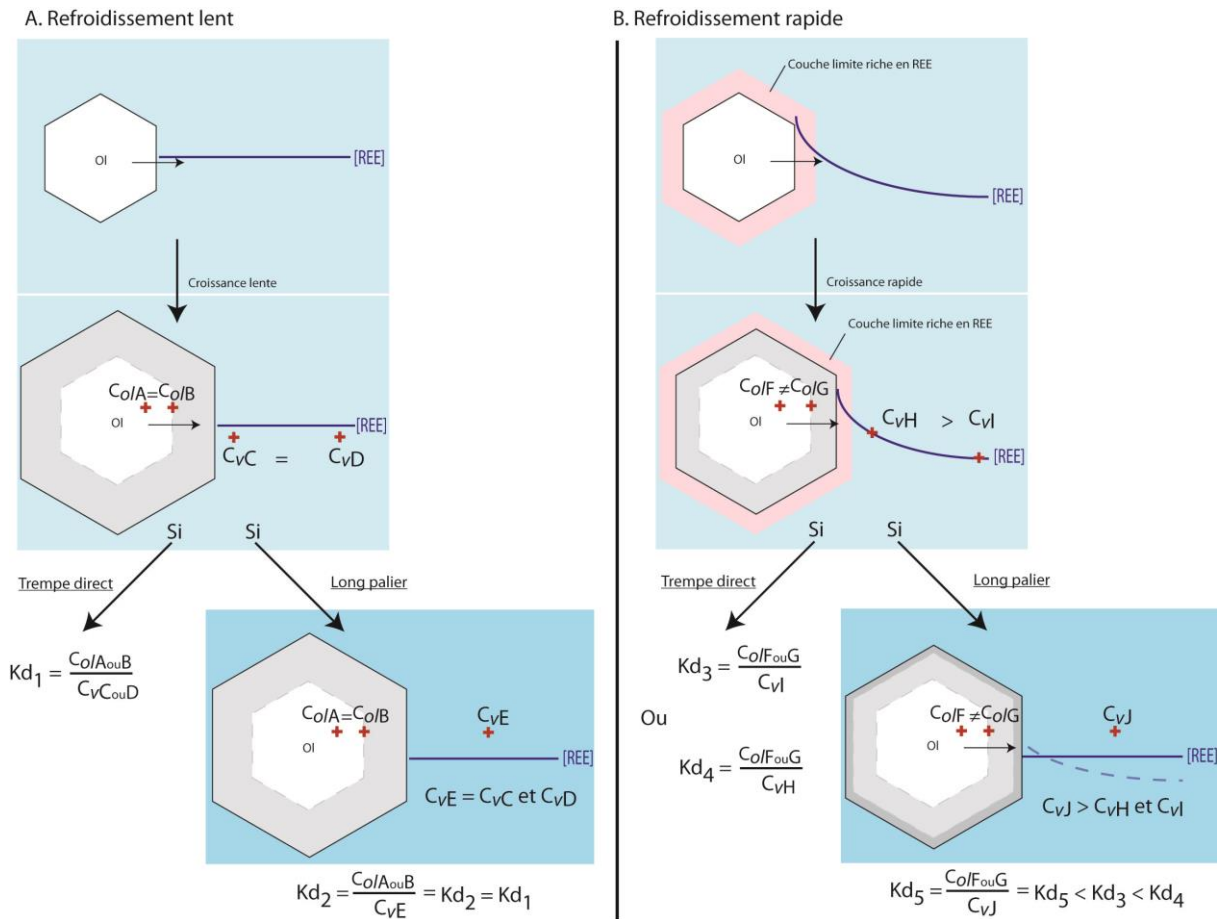 A. Refroidissement lent
Ol
[REE]
Croissance lente
ColA=ColB
Ol
[REE]
CvC = CvD
Si Si
Trempe direct
Long palier
Kd1 = ColAouB / CvCouD
ColA=ColB
CvE
Ol
[REE]
CvE = CvC et CvD
Kd2 = ColAouB / CvE = Kd2 = Kd1
B. Refroidissement rapide
Couche limite riche en REE
Ol
[REE]
Croissance rapide
Couche limite riche en REE
ColF ≠ColG
CvH > CvI
Ol
[REE]
Si Si
Trempe direct
Long palier
Kd3 = ColFouG / CvI
Ou
Kd4 = ColFouG / CvH
ColF ≠ColG
CvJ
Ol
[REE]
CvJ > CvH et CvI
Kd5 = ColFouG / CvJ = Kd5 < Kd3 < Kd4